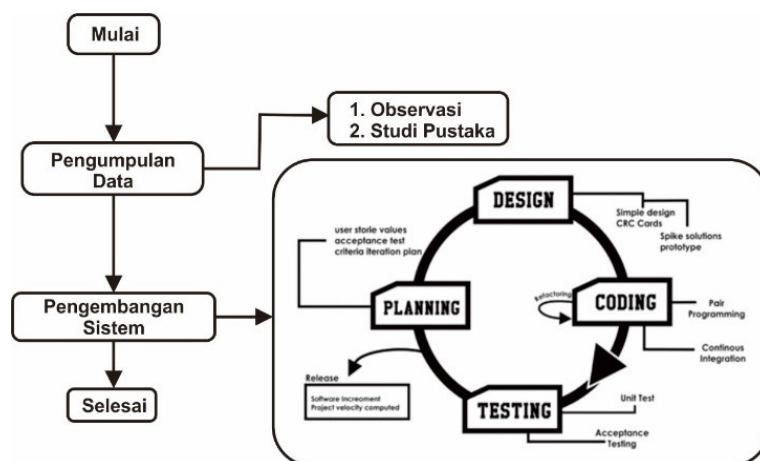 Mulai
1. Observasi
2. Studi Pustaka
Pengumpulan
Data
DESIGN
Simple design
CRC Cards
Spike solutions
prototype
user storie values
acceptance test
criteria iteration plan
Pengembangan
Sistem
PLANNING
Refactoring
CODING
Pair
Programming
Continous
Integration
Release
Software Increoment
Project velocity computed
Selesai
TESTING
Unit Test
Acceptance
Testing